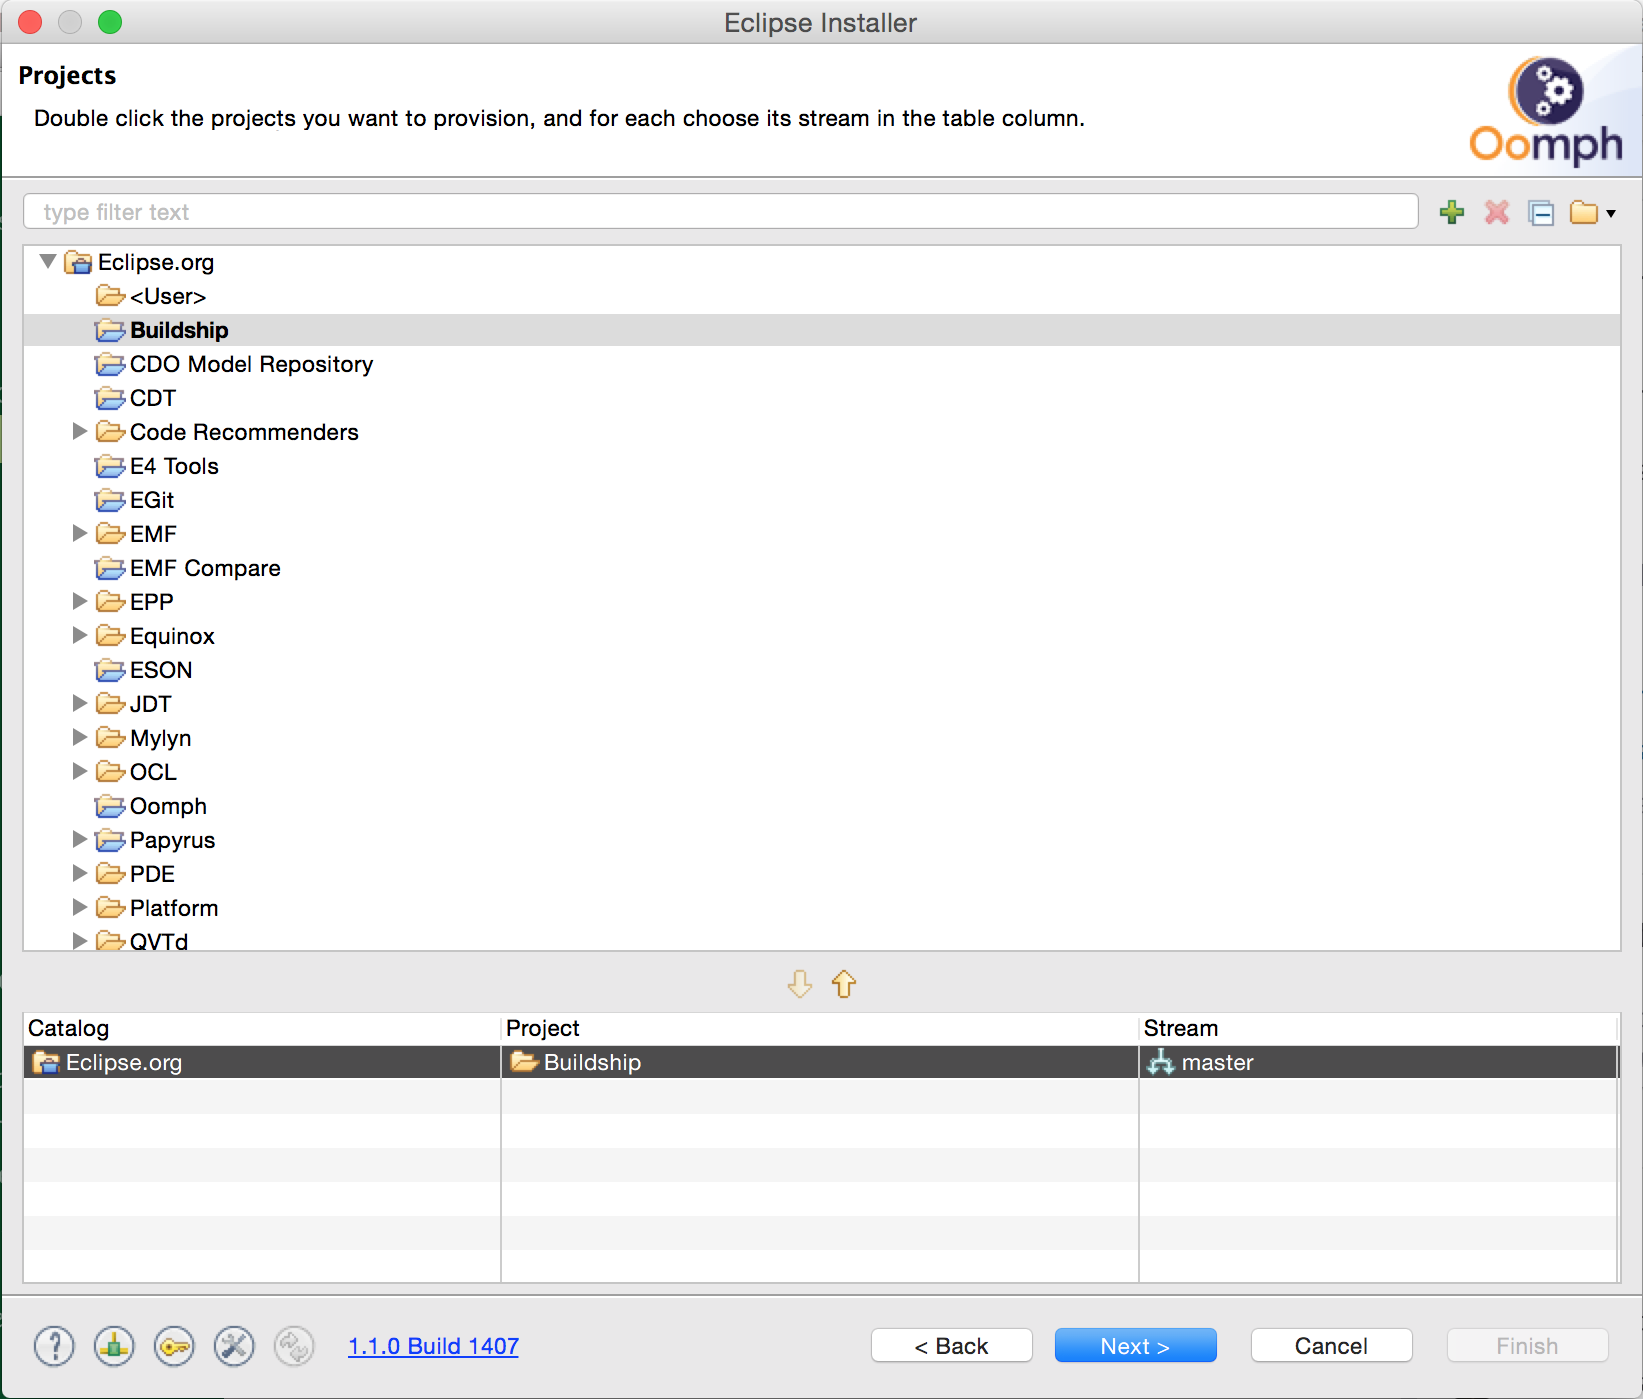 Eclipse Installer
Projects
Double click the projects you want to provision, and for each choose its stream in the table column.
Oomph
type filter text
Eclipse.org
<User>
Buildship
CDO Model Repository
CDT
Code Recommenders
E4 Tools
EGit
EMF
EMF Compare
EPP
Equinox
ESON
JDT
Mylyn
OCL
Oomph
Papyrus
PDE
Platform
QVTd
Catalog Project Stream
Eclipse.org Buildship master
? 1.1.0 Build 1407 < Back Next > Cancel Finish